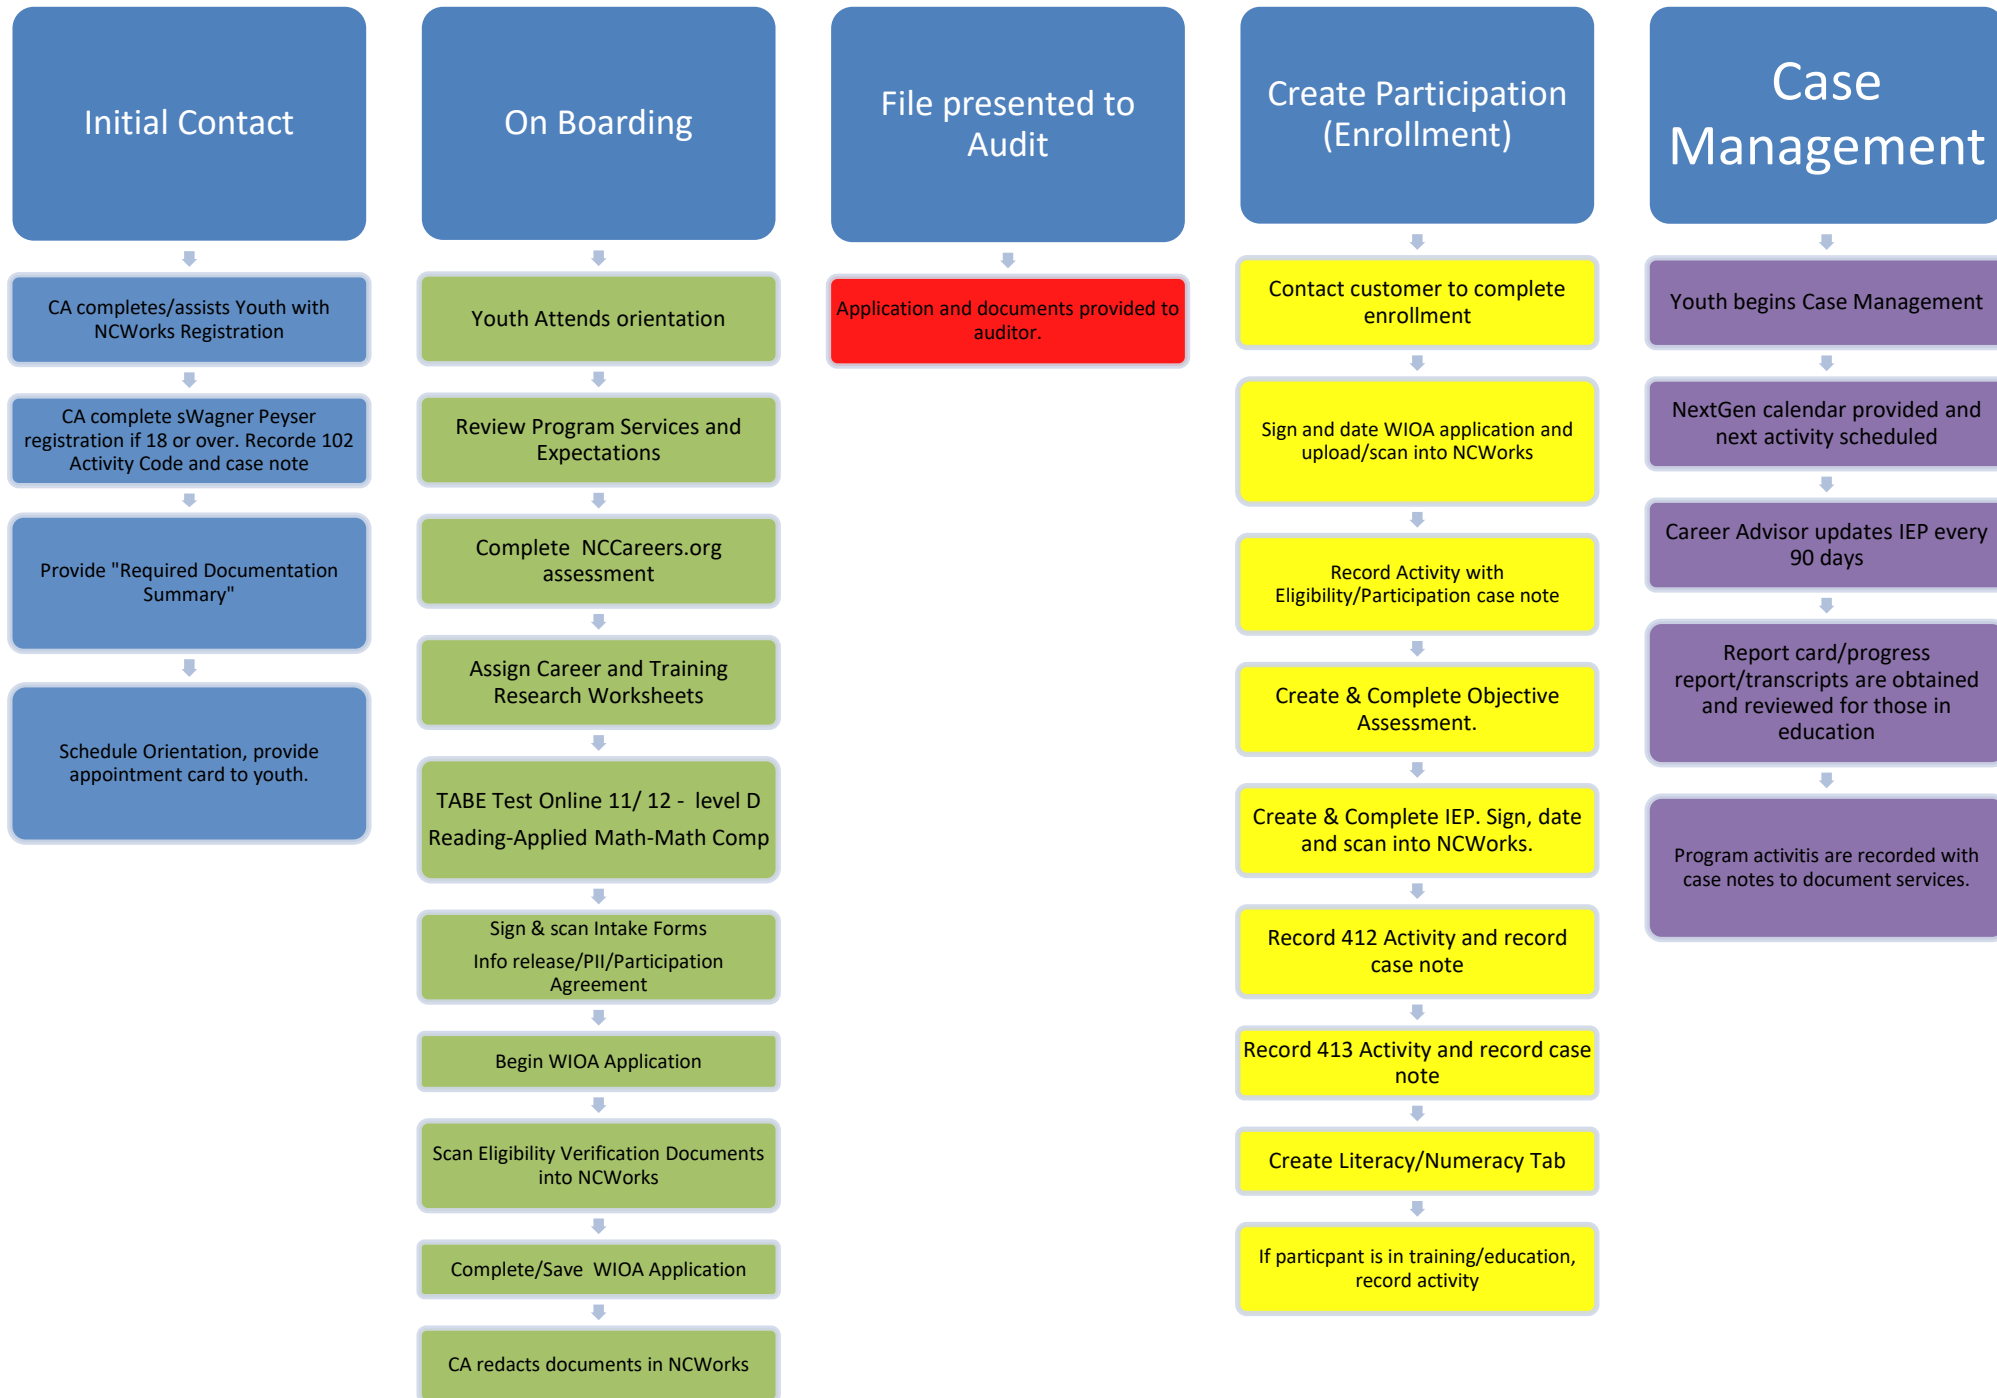 Initial Contact
CA completes/assists Youth with
NCWorks Registration
CA complete sWagner Peyser
registration if 18 or over. Recorde 102
Activity Code and case note
Provide "Required Documentation
Summary"
Schedule Orientation, provide
appointment card to youth.
On Boarding
Youth Attends orientation
Review Program Services and
Expectations
Complete NCCareers.org
assessment
Assign Career and Training
Research Worksheets
TABE Test Online 11/ 12 - level D
Reading-Applied Math-Math Comp
Sign & scan Intake Forms
Info release/PII/Participation
Agreement
Begin WIOA Application
Scan Eligibility Verification Documents
into NCWorks
Complete/Save WIOA Application
CA redacts documents in NCWorks
File presented to
Audit
Application and documents provided to
auditor.
Create Participation
(Enrollment)
Contact customer to complete
enrollment
Sign and date WIOA application and
upload/scan into NCWorks
Record Activity with
Eligibility/Participation case note
Create & Complete Objective
Assessment.
Create & Complete IEP. Sign, date
and scan into NCWorks.
Record 412 Activity and record
case note
Record 413 Activity and record case
note
Create Literacy/Numeracy Tab
If particpant is in training/education,
record activity
Case
Management
Youth begins Case Management
NextGen calendar provided and
next activity scheduled
Career Advisor updates IEP every
90 days
Report card/progress
report/transcripts are obtained
and reviewed for those in
education
Program activitis are recorded with
case notes to document services.